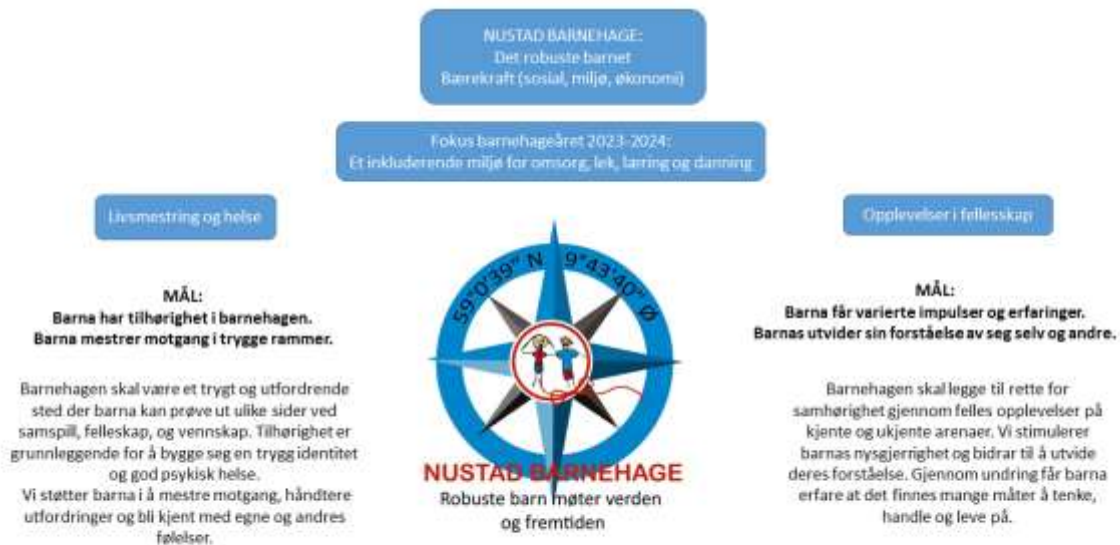 NUSTAD BARNEHAGE:
Det robuste barnet
Bærekraft (sosial, miljø, økonomi)
Fokus barnehageåret 2023-2024:
Et inkluderende miljø for omsorg, lek, læring og danning
Livsmestring og helse
MÅL:
Barna har tilhørighet i barnehagen.
Barna mestrer motgang i trygge rammer.
Barnehagen skal være et trygt og utfordrende
sted der barna kan prøve ut ulike sider ved
samspill, felleskap, og vennskap. Tilhørighet er
grunnleggende for å bygge seg en trygg identitet
og god psykisk helse.
Vi støtter barna i å mestre motgang, håndtere
utfordringer og bli kjent med egne og andres
følelser.
59°0'39" N 9°43'40" Ø
NUSTAD BARNEHAGE
Robuste barn møter verden
og fremtiden
Opplevelser i fellesskap
MÅL:
Barna får varierte impulser og erfaringer.
Barnas utvider sin forståelse av seg selv og andre.
Barnehagen skal legge til rette for
samhørighet gjennom felles opplevelser på
kjente og ukjente arenaer. Vi stimulerer
barnas nysgjerrighet og bidrar til å utvide
deres forståelse. Gjennom undring får barna
erfare at det finnes mange måter å tenke,
handle og leve på.